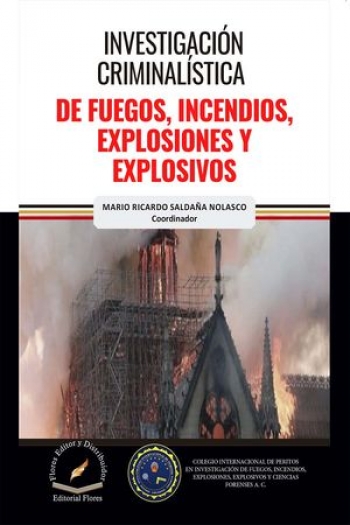 INVESTIGACIÓN
CRIMINALÍSTICA
DE FUEGOS, INCENDIOS,
EXPLOSIONES Y
EXPLOSIVOS
MARIO RICARDO SALDAÑA NOLASCO
Coordinador
Flores Editor y Distribuidor
Editorial Flores
COLEGIO INTERNACIONAL DE PERITOS
EN INVESTIGACIÓN DE FUEGOS, INCENDIOS,
EXPLOSIONES, EXPLOSIVOS Y CIENCIAS
FORENSES A. C.